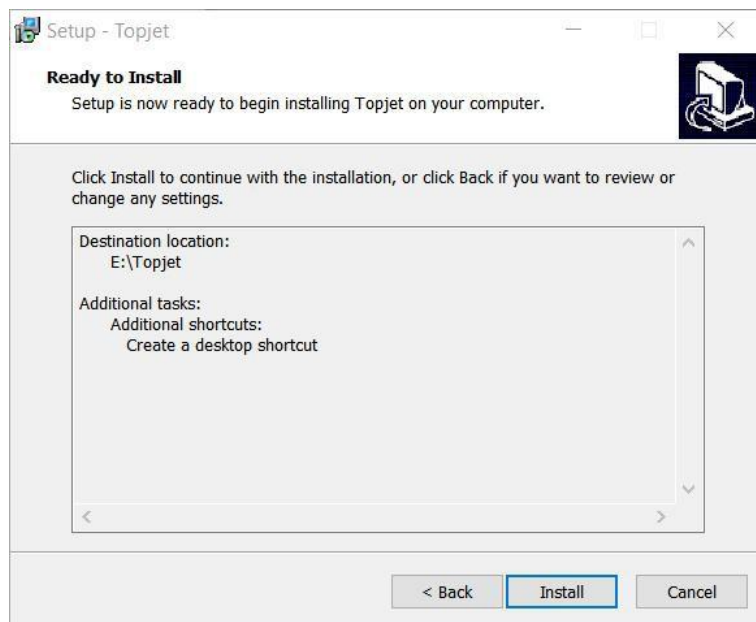 Setup - Topjet
Ready to Install
Setup is now ready to begin installing Topjet on your computer.
Click Install to continue with the installation, or click Back if you want to review or
change any settings.
Destination location:
E:\Topjet
Additional tasks:
Additional shortcuts:
Create a desktop shortcut
< Back
Install
Cancel